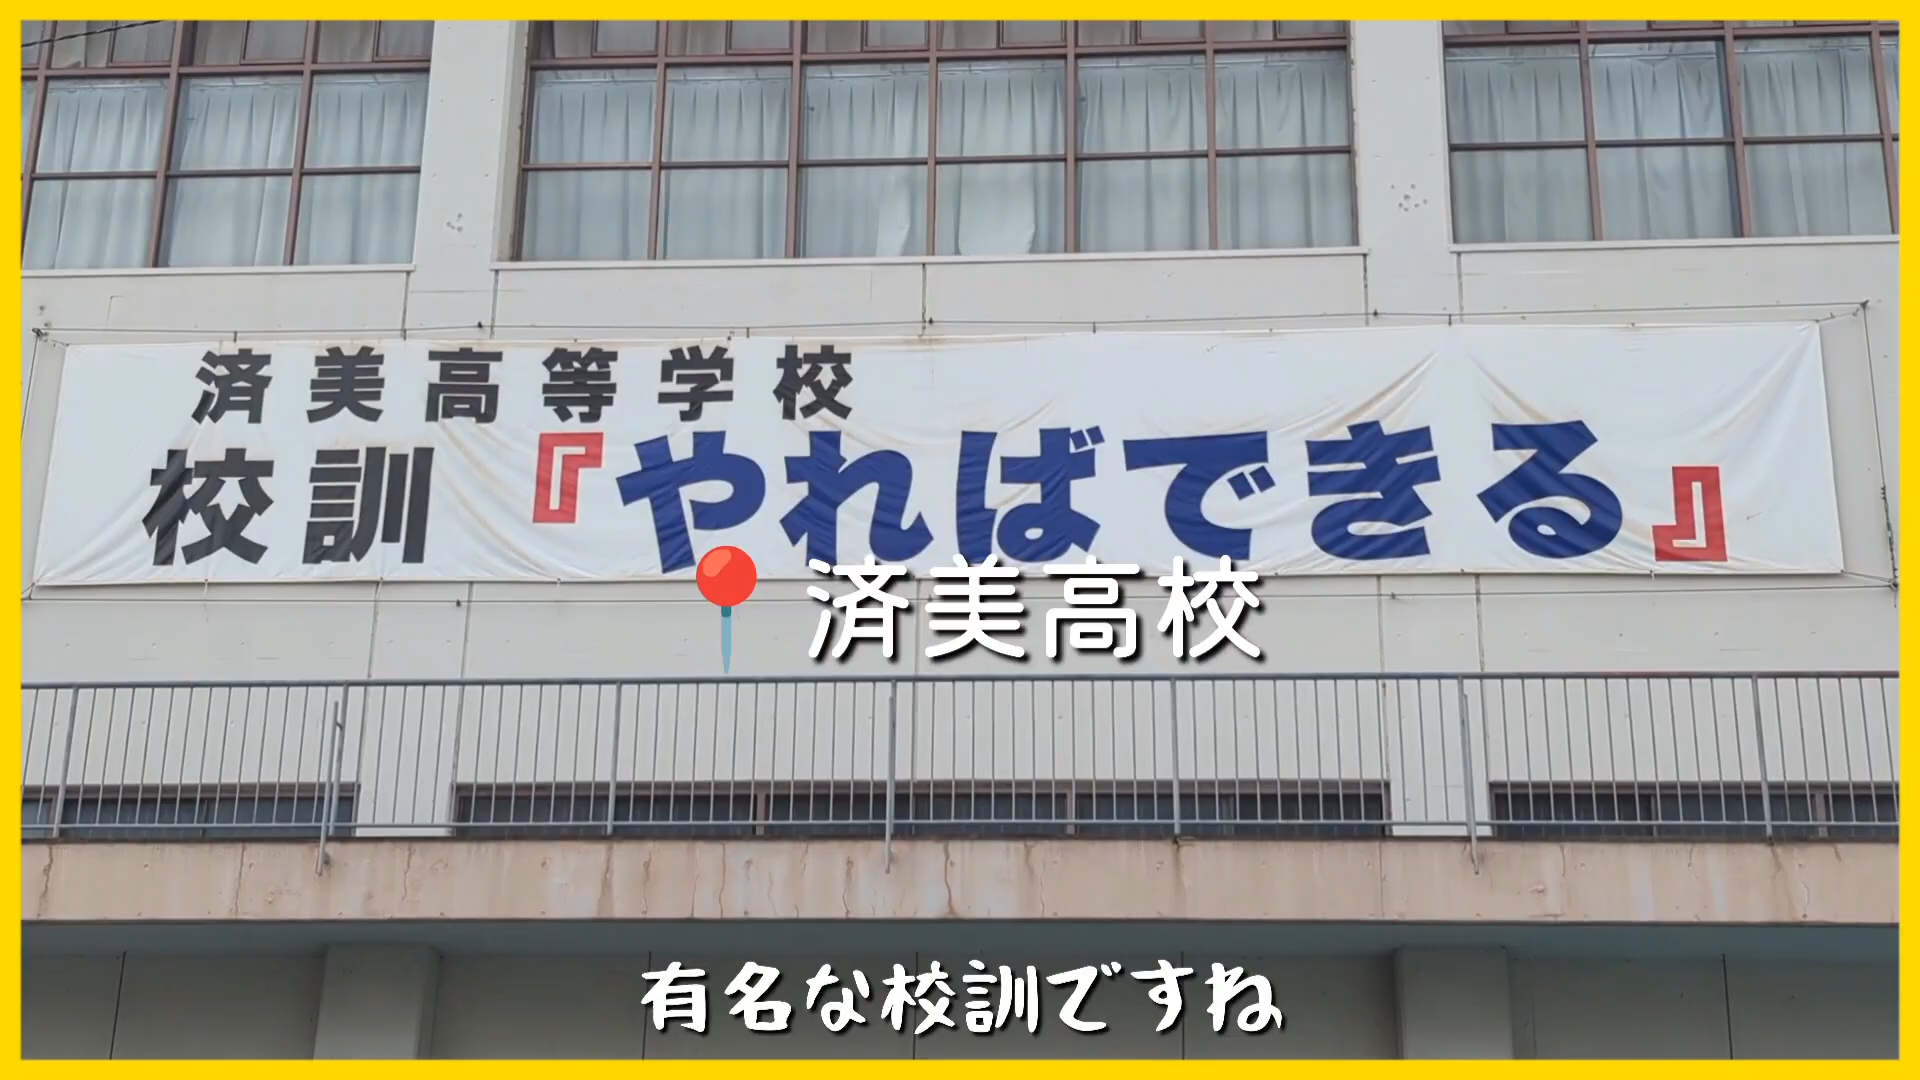 済美高等学校
校訓『やればできる』
📍済美高校
有名な校訓ですね